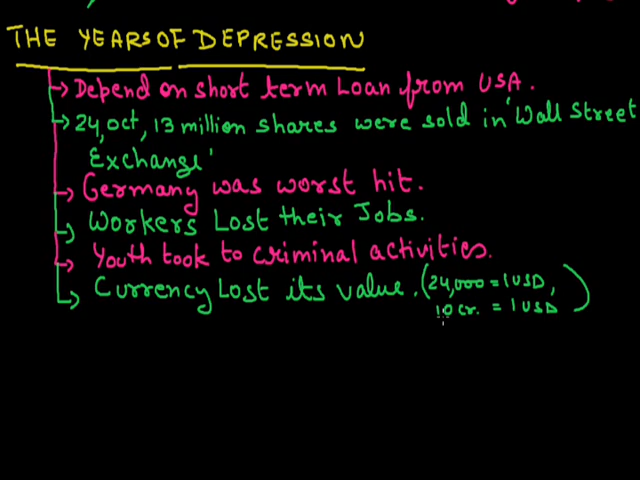 THE YEARS OF DEPRESSION
Depend on short term Loan from USA.
24, oct, 13 million shares were sold in 'Wall Street
Exchange'
Germany was worst hit.
Workers Lost their Jobs.
Youth took to criminal activities.
Currency Lost its value. (24,000 = 1 USD,
10 cr. = 1 USD)